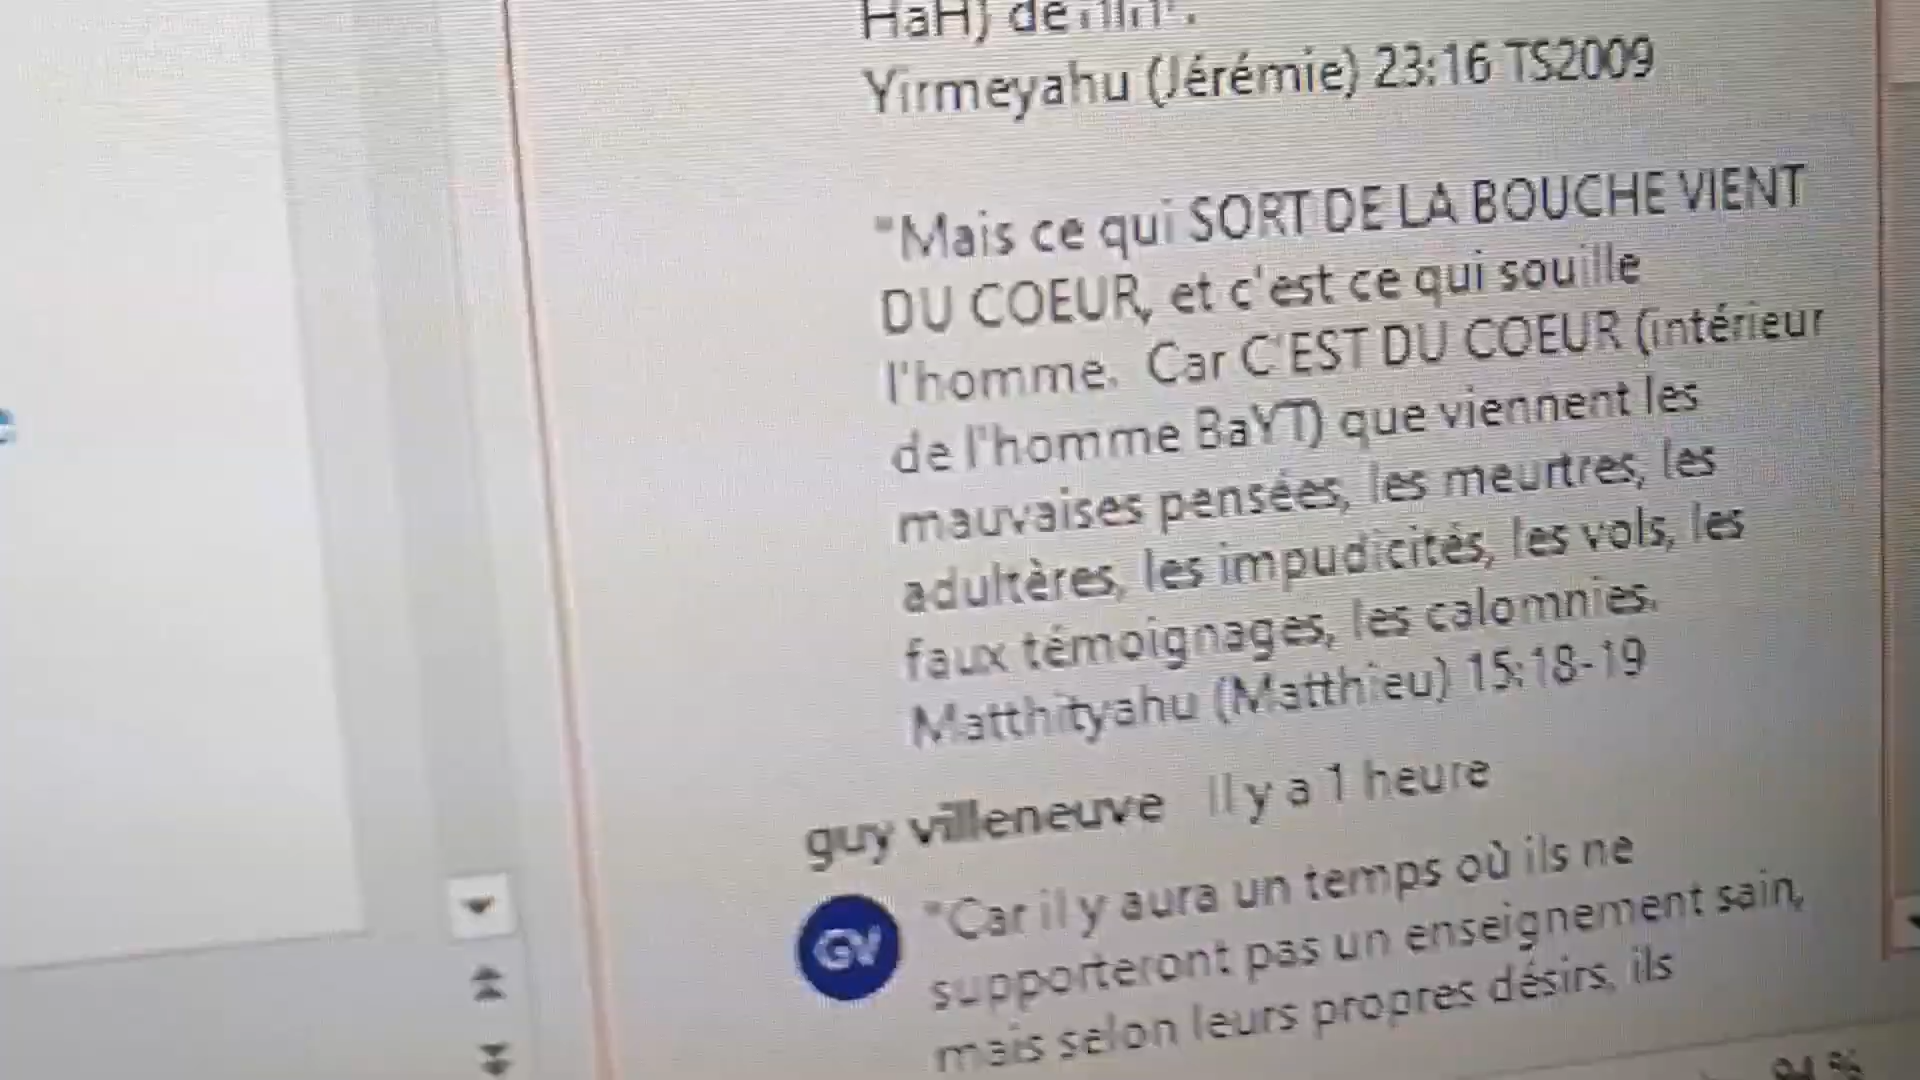 HaH) de
Yirmeyahu (Jérémie) 23:16 TS2009
"Mais ce qui SORT DE LA BOUCHE VIENT
DU COEUR, et c'est ce qui souille
l'homme. Car C'EST DU COEUR (intérieur
de l'homme BaYT) que viennent les
mauvaises pensées, les meurtres, les
adultères, les impudicités, les vols, les
faux témoignages, les calomnies.
Matthityahu (Matthieu) 15:18-19
guy villeneuve Il y a 1 heure
GV
"Car il y aura un temps où ils ne
supporteront pas un enseignement sain,
mais selon leurs propres désirs, ils
94 %